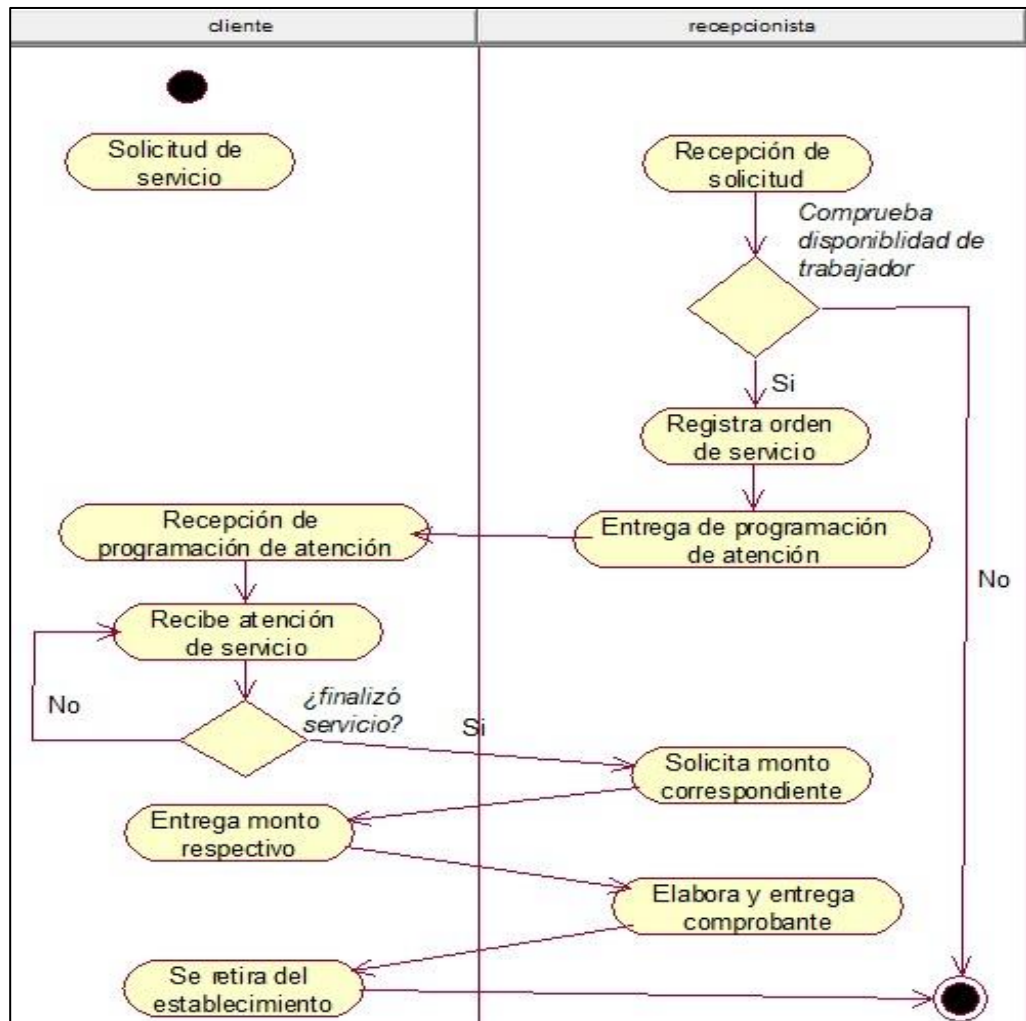 cliente
recepcionista
Solicitud de
servicio
Recepción de
solicitud
Comprueba
disponiblidad de
trabajador
Si
Registra orden
de servicio
Recepción de
programación de atención
Entrega de programación
de atención
No
Recibe atención
de servicio
No
¿finalizó
servicio?
Si
Solicita monto
correspondiente
Entrega monto
respectivo
Elabora y entrega
comprobante
Se retira del
establecimiento